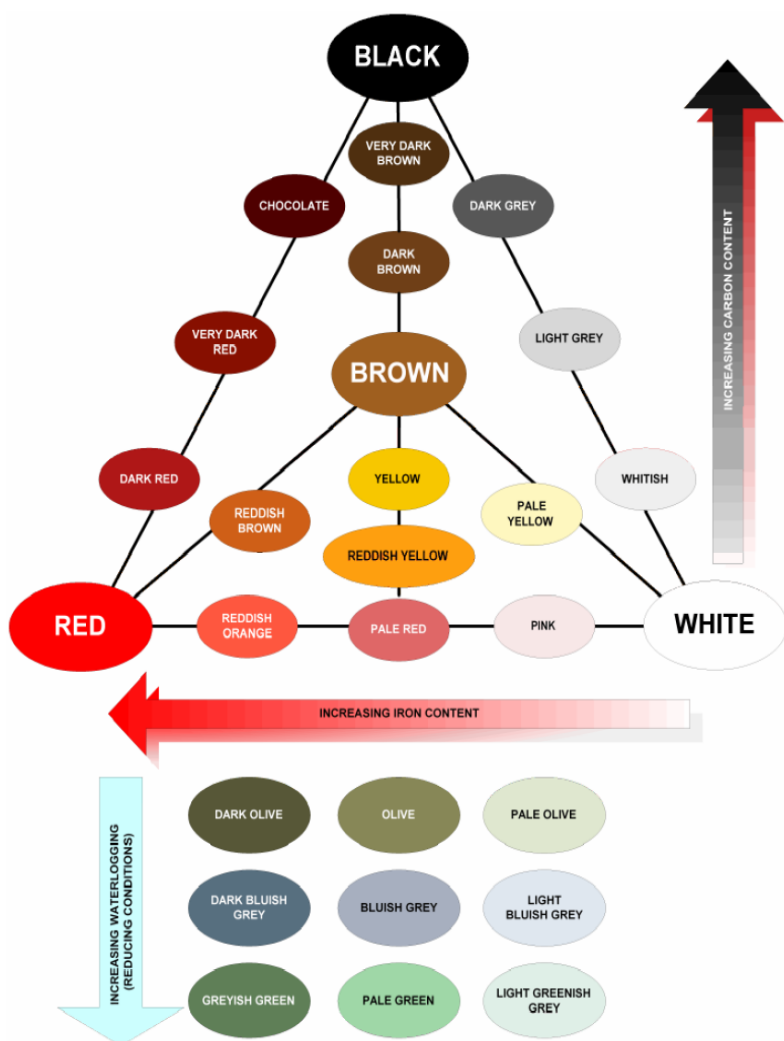 BLACK
VERY DARK
BROWN
CHOCOLATE
DARK GREY
DARK
BROWN
VERY DARK
RED
LIGHT GREY
BROWN
DARK RED
YELLOW
WHITISH
REDDISH
BROWN
PALE
YELLOW
REDDISH YELLOW
RED
REDDISH
ORANGE
PALE RED
PINK
WHITE
INCREASING CARBON CONTENT
INCREASING IRON CONTENT
INCREASING WATERLOGGING
(REDUCING CONDITIONS)
DARK OLIVE
OLIVE
PALE OLIVE
DARK BLUISH
GREY
BLUISH GREY
LIGHT
BLUISH GREY
GREYISH GREEN
PALE GREEN
LIGHT GREENISH
GREY